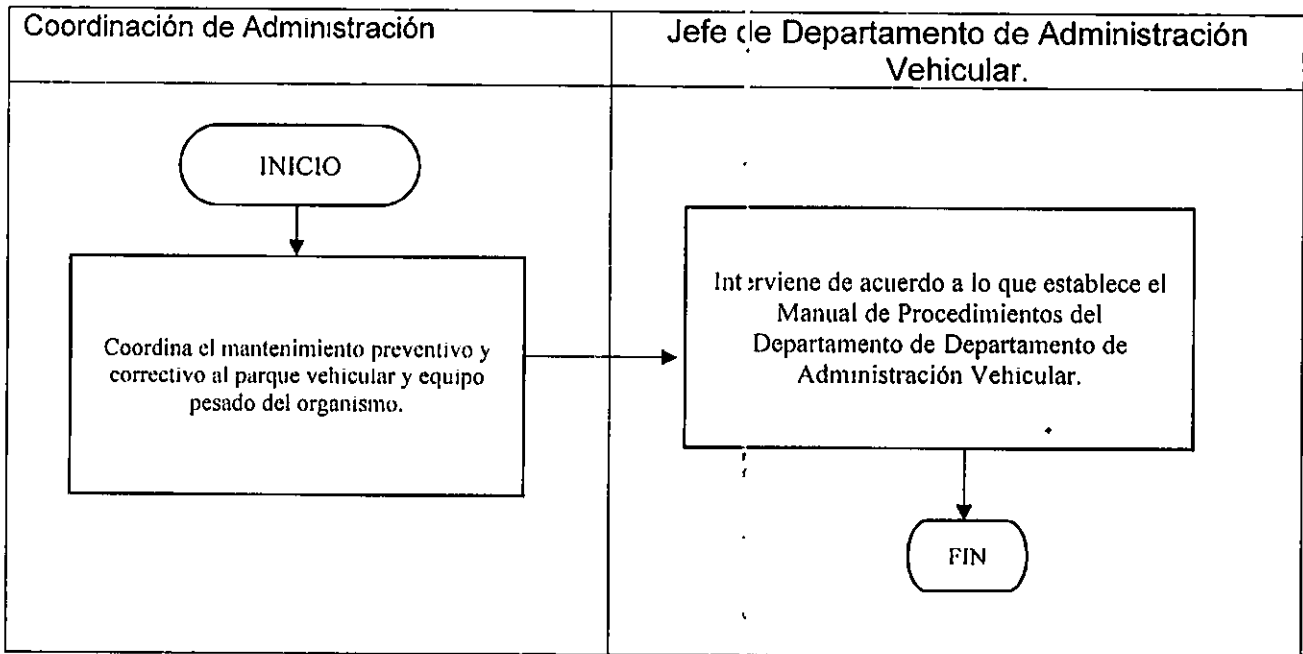 Coordinación de Administración
Jefe de Departamento de Administración
Vehicular.
INICIO
Coordina el mantenimiento preventivo y
correctivo al parque vehicular y equipo
pesado del organismo.
Interviene de acuerdo a lo que establece el
Manual de Procedimientos del
Departamento de Departamento de
Administración Vehicular.
FIN